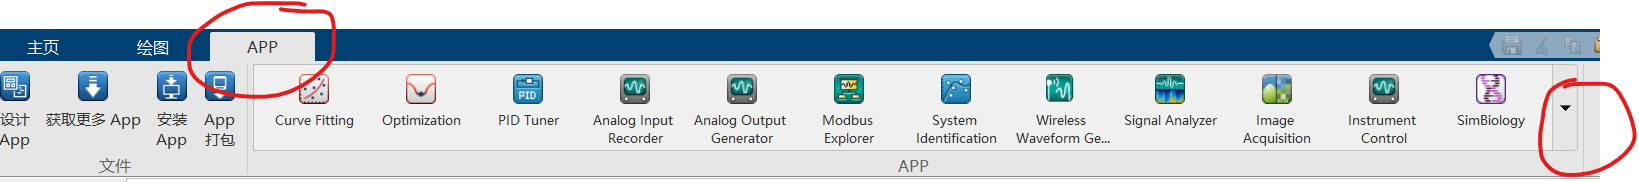 主页 绘图 APP
设计 App
获取更多 App
安装 App
App 打包
Curve Fitting
Optimization
PID
PID Tuner
Analog Input Recorder
Analog Output Generator
Modbus Explorer
System Identification
Wireless Waveform Ge...
Signal Analyzer
Image Acquisition
Instrument Control
SimBiology
文件 APP